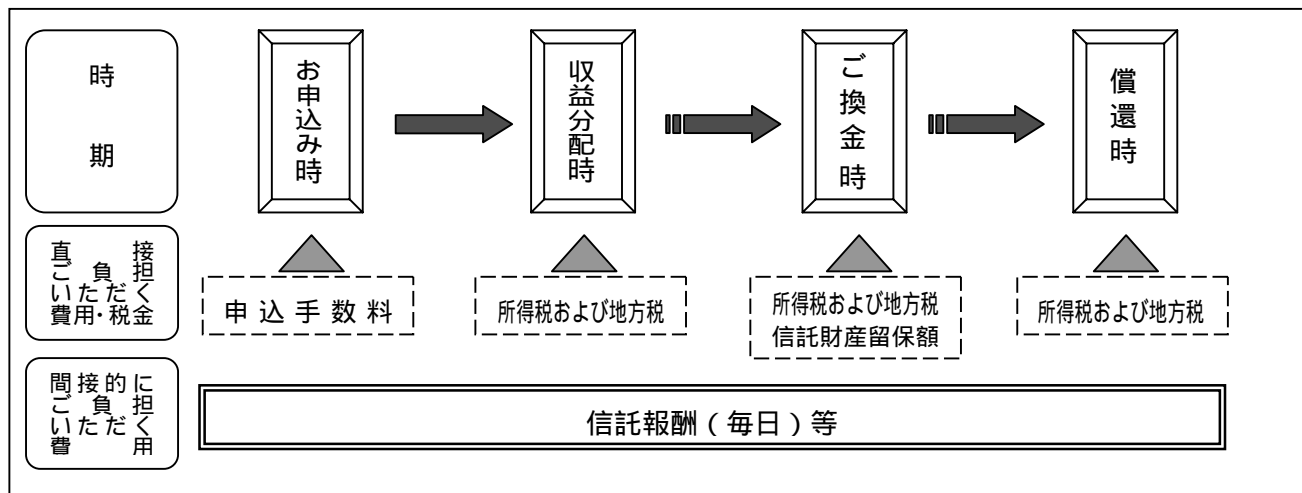 時期
お申込み時
収益分配時
ご換金時
償還時
直接
ご負担
いただく
費用・税金
申込手数料
所得税および地方税
所得税および地方税
信託財産留保額
所得税および地方税
間接的に
ご負担
いただく
費用
信託報酬（毎日）等